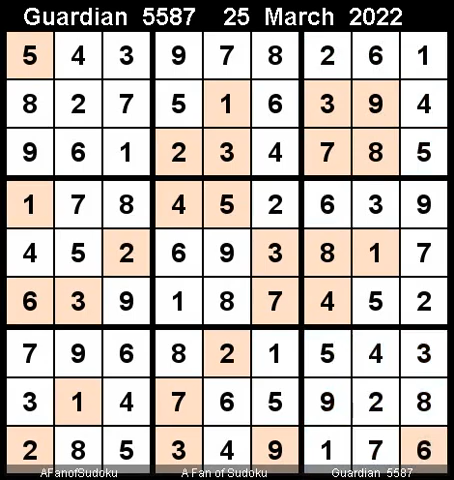 Guardian 5587 25 March 2022
5 4 3 9 7 8 2 6 1
8 2 7 5 1 6 3 9 4
9 6 1 2 3 4 7 8 5
1 7 8 4 5 2 6 3 9
4 5 2 6 9 3 8 1 7
6 3 9 1 8 7 4 5 2
7 9 6 8 2 1 5 4 3
3 1 4 7 6 5 9 2 8
2 8 5 3 4 9 1 7 6
AFanofSudoku A Fan of Sudoku Guardian 5587